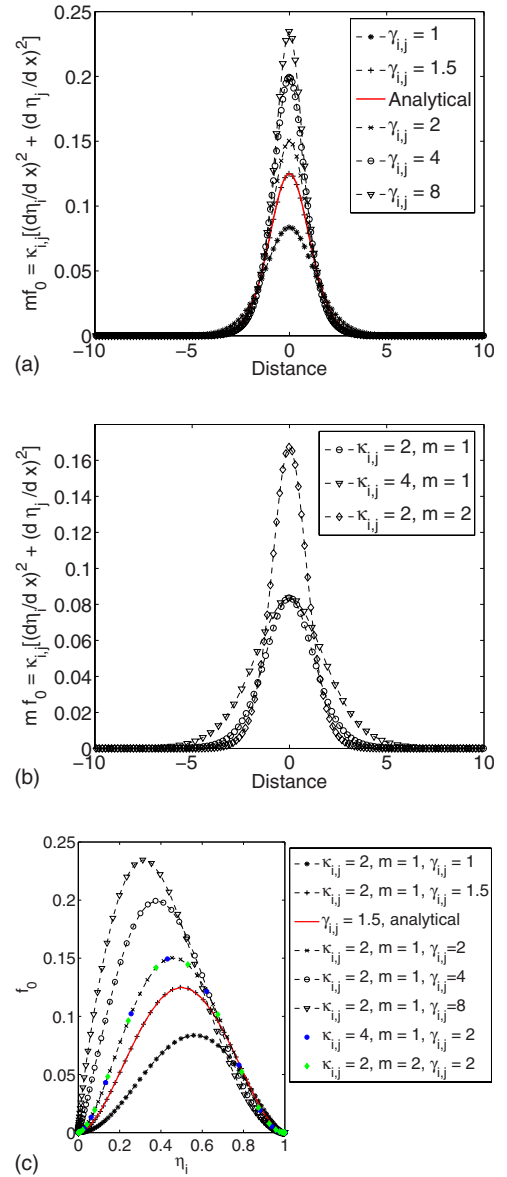 (a)
mf₀ = κᵢ,ⱼ[(dηᵢ/d x)² + (d ηⱼ /d x)²]
0.25
0.20
0.15
0.10
0.05
0
−10
−5
0
5
10
Distance
γᵢ,ⱼ = 1
γᵢ,ⱼ = 1.5
Analytical
γᵢ,ⱼ = 2
γᵢ,ⱼ = 4
γᵢ,ⱼ = 8
(b)
m f₀ = κᵢ,ⱼ[(dηᵢ/d x)² + (d ηⱼ /d x)²]
0.16
0.14
0.12
0.1
0.08
0.06
0.04
0.02
0
−10
−5
0
5
10
Distance
κᵢ,ⱼ = 2, m = 1
κᵢ,ⱼ = 4, m = 1
κᵢ,ⱼ = 2, m = 2
(c)
f₀
0.25
0.20
0.15
0.10
0.05
0
0
0.2
0.4
0.6
0.8
1
ηᵢ
κᵢ,ⱼ = 2, m = 1, γᵢ,ⱼ = 1
κᵢ,ⱼ = 2, m = 1, γᵢ,ⱼ = 1.5
γᵢ,ⱼ = 1.5, analytical
κᵢ,ⱼ = 2, m = 1, γᵢ,ⱼ=2
κᵢ,ⱼ = 2, m = 1, γᵢ,ⱼ=4
κᵢ,ⱼ = 2, m = 1, γᵢ,ⱼ=8
κᵢ,ⱼ = 4, m = 1, γᵢ,ⱼ = 2
κᵢ,ⱼ = 2, m = 2, γᵢ,ⱼ = 2